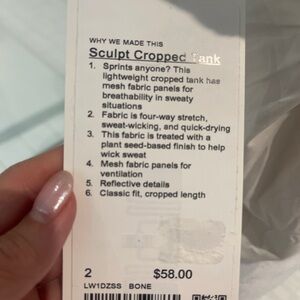 WHY WE MADE THIS
Sculpt Cropped Tank
1. Sprints anyone? This
lightweight cropped tank has
mesh fabric panels for
breathability in sweaty
situations
2. Fabric is four-way stretch,
sweat-wicking, and quick-drying
3. This fabric is treated with a
plant seed-based finish to help
wick sweat
4. Mesh fabric panels for
ventilation
5. Reflective details
6. Classic fit, cropped length
2 $58.00
LW1DZSS BONE